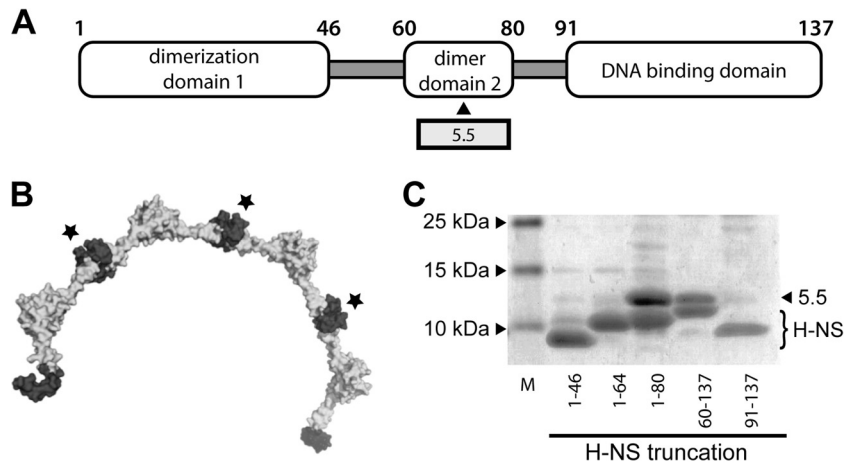 A
1 46 60 80 91 137
dimerization
domain 1
dimer
domain 2
DNA binding domain
5.5
B
C
25 kDa
15 kDa
10 kDa
5.5
H-NS
M 1-46 1-64 1-80 60-137 91-137
H-NS truncation